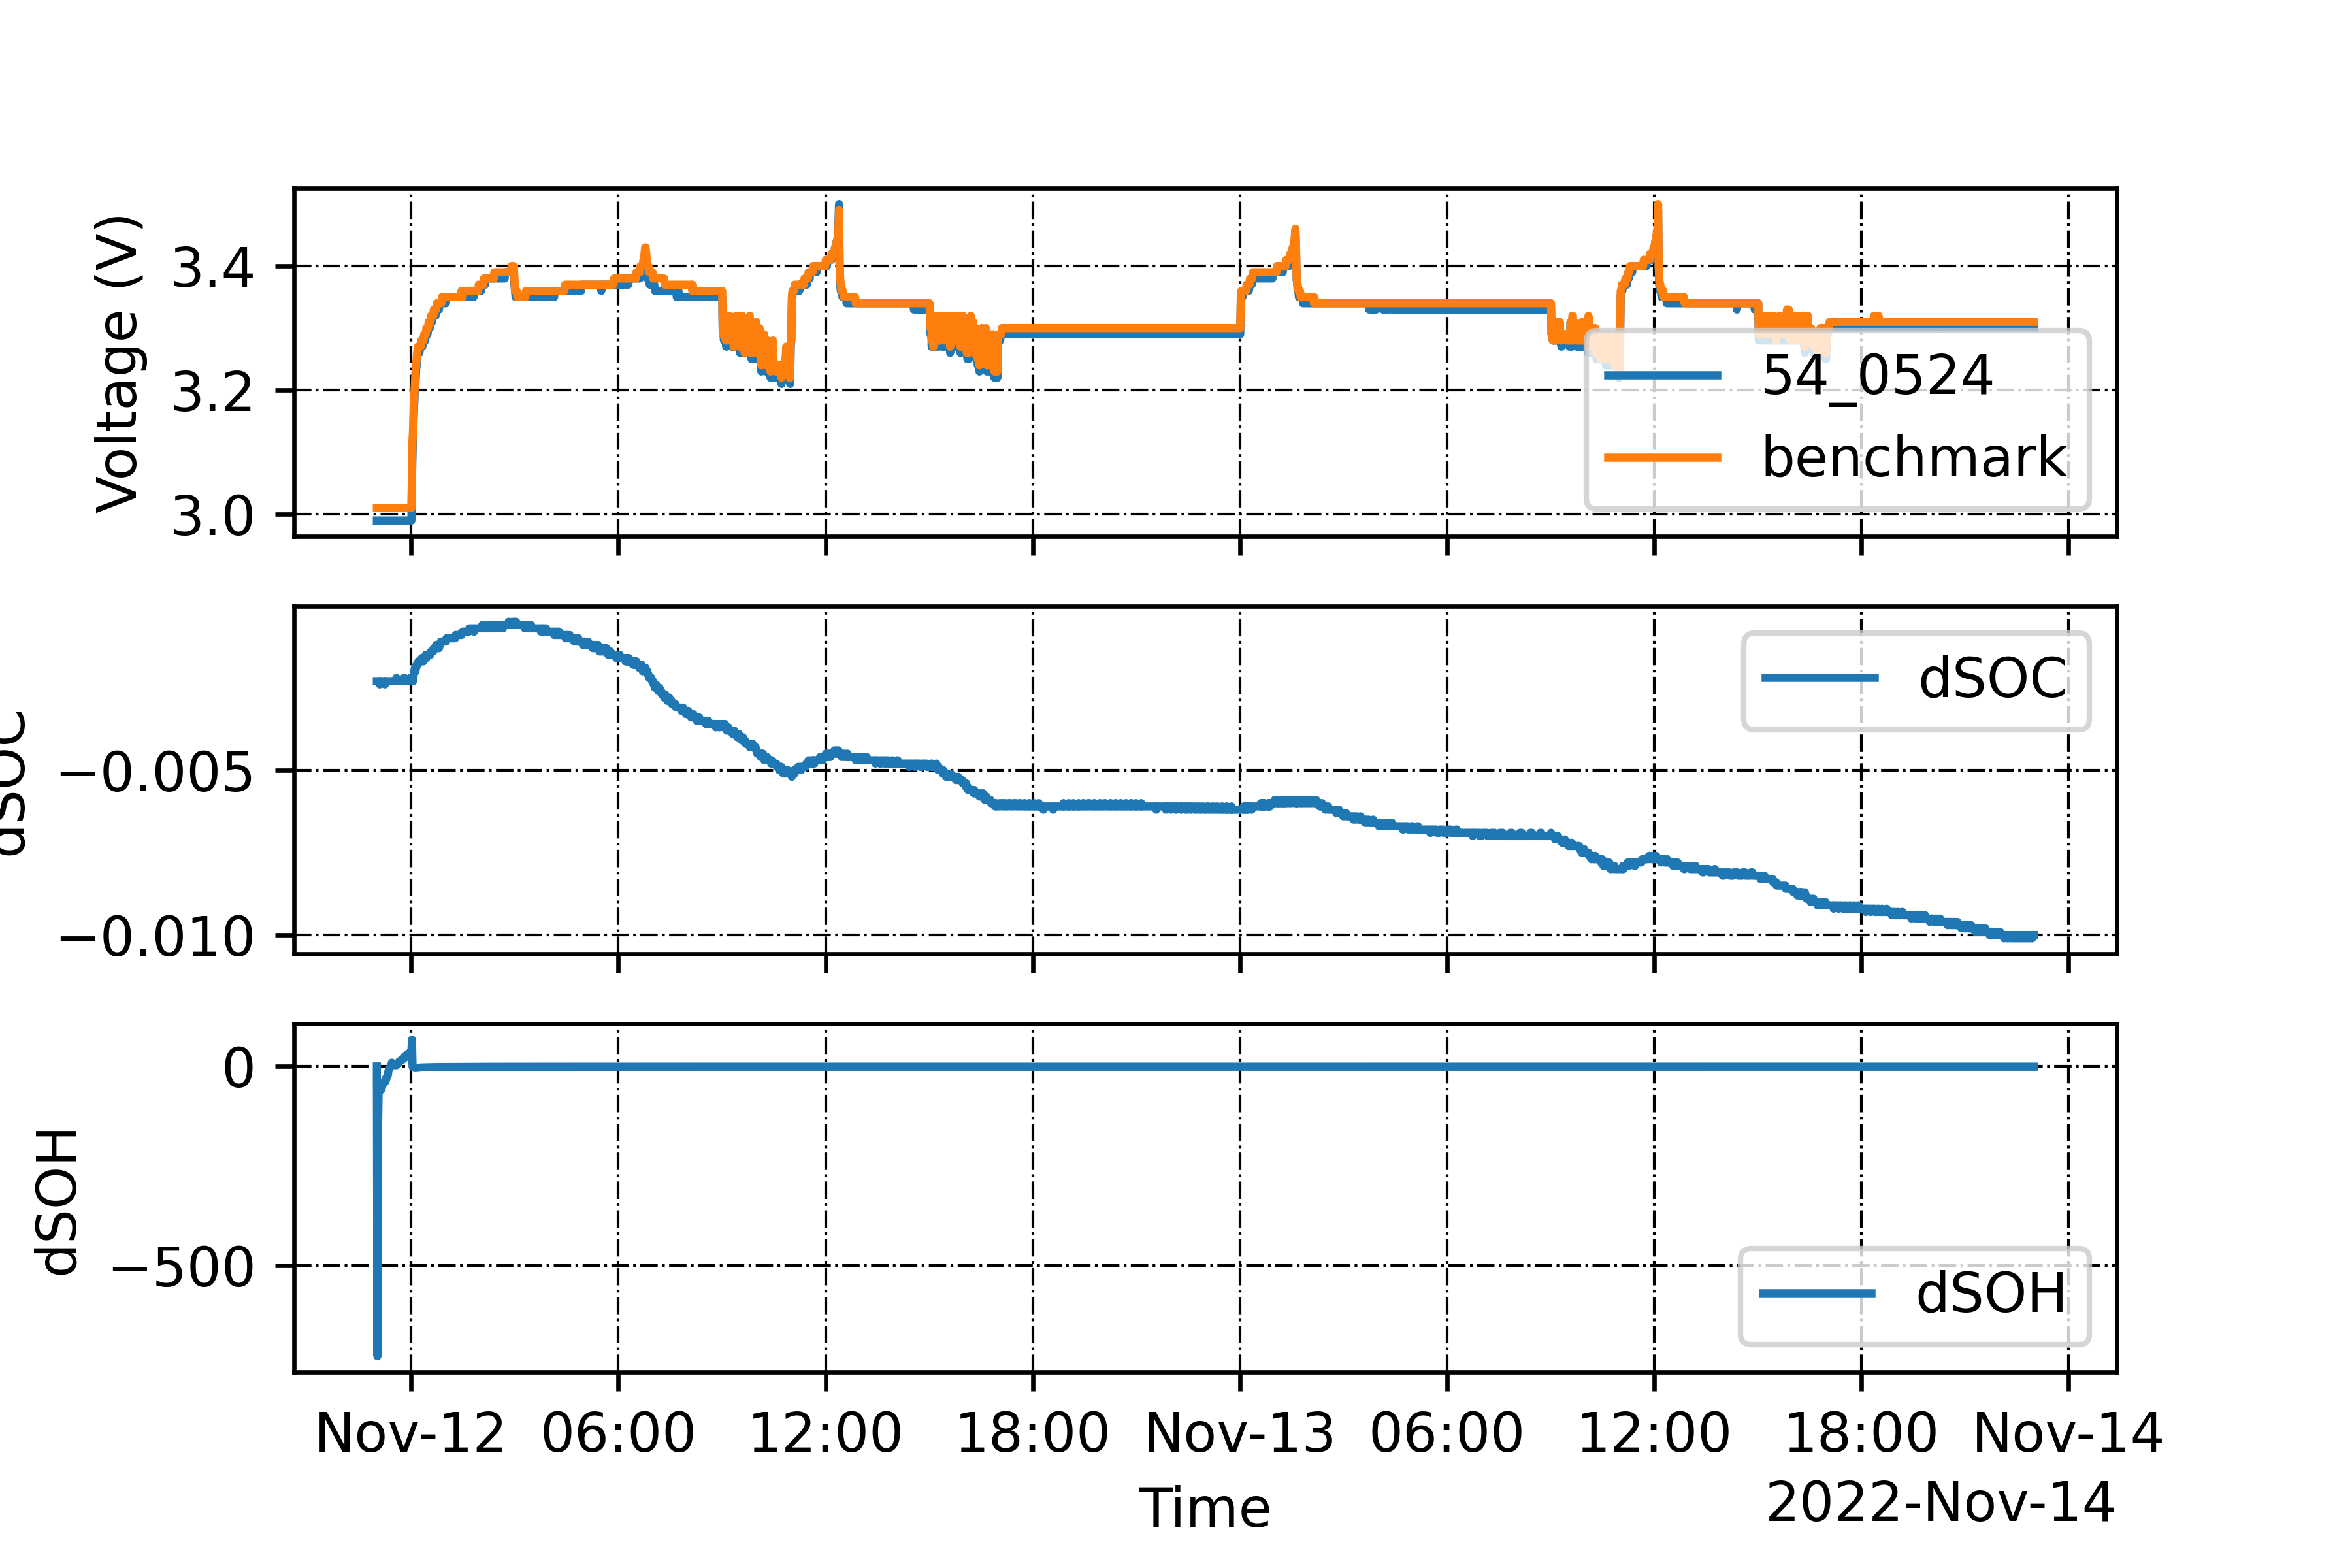 Voltage (V)
3.4
3.2
3.0
54_0524
benchmark
dSOC
−0.005
−0.010
dSOC
dSOH
0
−500
dSOH
Nov-12 06:00 12:00 18:00 Nov-13 06:00 12:00 18:00 Nov-14
Time
2022-Nov-14